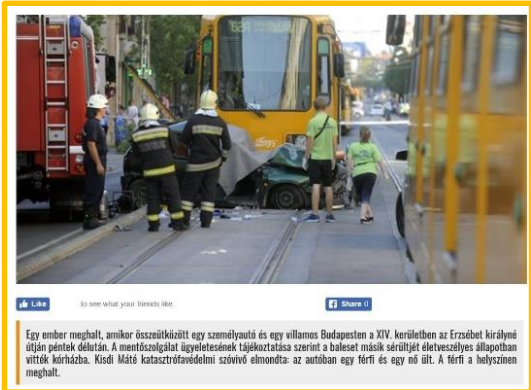 Like
to see what your friends like.
Share 0
Egy ember meghalt, amikor összeütközött egy személyautó és egy villamos Budapesten a XIV. kerületben az Erzsébet királyné
útján péntek délután. A mentőszolgálat ügyeletesének tájékoztatása szerint a baleset másik sérültjét életveszélyes állapotban
vitték kórházba. Kisdi Máté katasztrófavédelmi szóvivő elmondta: az autóban egy férfi és egy nő ült. A férfi a helyszínen
meghalt.